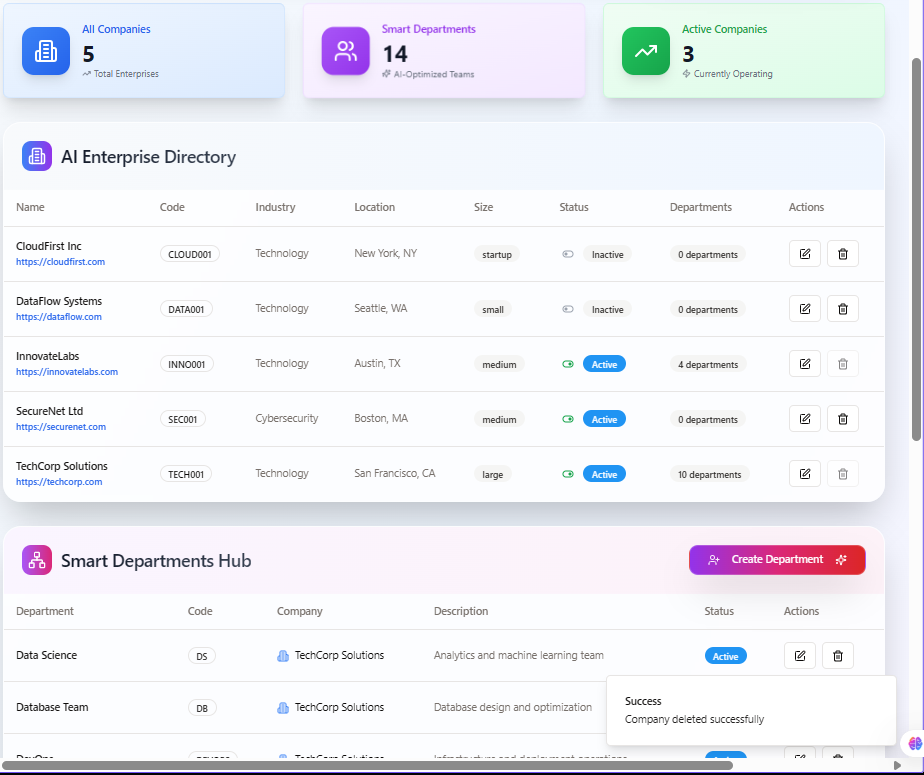 All Companies
5
Total Enterprises
Smart Departments
14
AI-Optimized Teams
Active Companies
3
Currently Operating
AI Enterprise Directory
Name Code Industry Location Size Status Departments Actions
CloudFirst Inc
https://cloudfirst.com
CLOUD001 Technology New York, NY startup Inactive 0 departments
DataFlow Systems
https://dataflow.com
DATA001 Technology Seattle, WA small Inactive 0 departments
InnovateLabs
https://innovatelabs.com
INNO001 Technology Austin, TX medium Active 4 departments
SecureNet Ltd
https://securenet.com
SEC001 Cybersecurity Boston, MA medium Active 0 departments
TechCorp Solutions
https://techcorp.com
TECH001 Technology San Francisco, CA large Active 10 departments
Smart Departments Hub
Create Department
Department Code Company Description Status Actions
Data Science DS TechCorp Solutions Analytics and machine learning team Active
Database Team DB TechCorp Solutions Database design and optimization
Success
Company deleted successfully
DevOps TechCorp Solutions Infrastructure and deployment operations